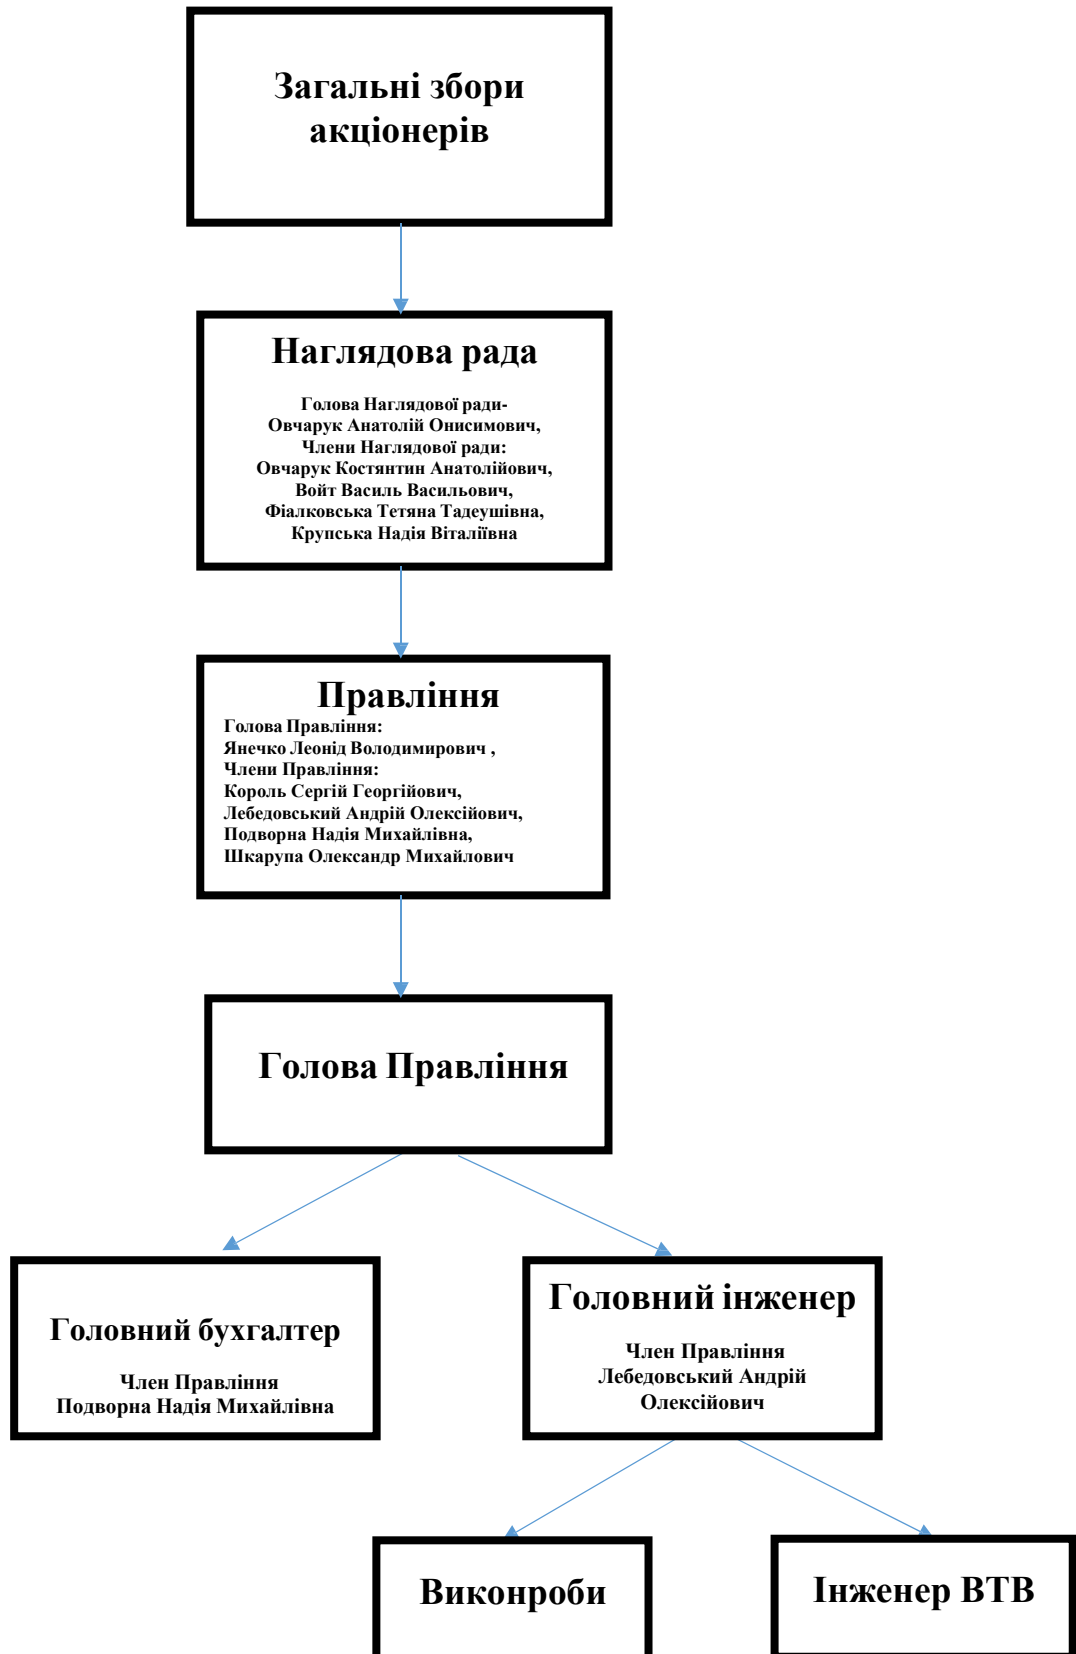 Загальні збори
акціонерів
Наглядова рада
Голова Наглядової ради-
Овчарук Анатолій Онисимович,
Члени Наглядової ради:
Овчарук Костянтин Анатолійович,
Войт Василь Васильович,
Фіалковська Тетяна Тадеушівна,
Крупська Надія Віталіївна
Правління
Голова Правління:
Янечко Леонід Володимирович ,
Члени Правління:
Король Сергій Георгійович,
Лебедовський Андрій Олексійович,
Подворна Надія Михайлівна,
Шкарупа Олександр Михайлович
Голова Правління
Головний бухгалтер
Член Правління
Подворна Надія Михайлівна
Головний інженер
Член Правління
Лебедовський Андрій
Олексійович
Виконроби
Інженер ВТВ